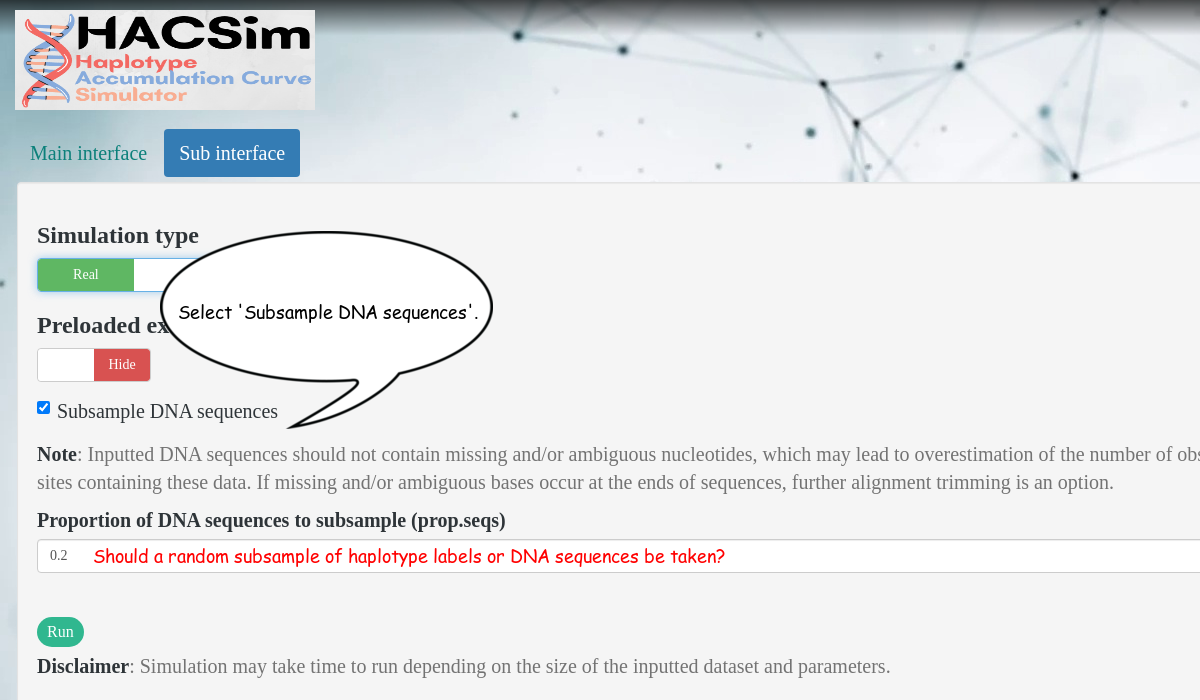 HACSim
Haplotype
Accumulation Curve
Simulator
Main interface
Sub interface
Simulation type
Real
Select 'Subsample DNA sequences'.
Preloaded
Hide
Subsample DNA sequences
Note: Inputted DNA sequences should not contain missing and/or ambiguous nucleotides, which may lead to overestimation of the number of
sites containing these data. If missing and/or ambiguous bases occur at the ends of sequences, further alignment trimming is an option.
Proportion of DNA sequences to subsample (prop.seqs)
0.2 Should a random subsample of haplotype labels or DNA sequences be taken?
Run
Disclaimer: Simulation may take time to run depending on the size of the inputted dataset and parameters.